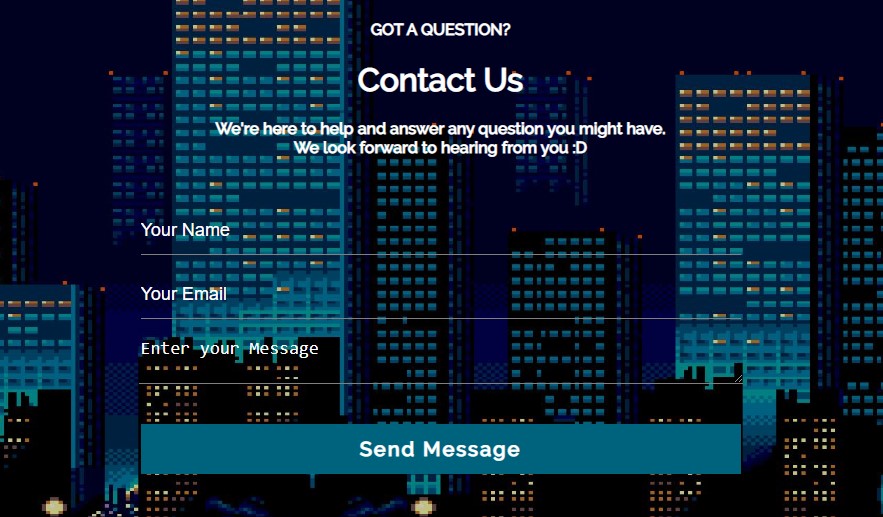 GOT A QUESTION?
Contact Us
We're here to help and answer any question you might have.
We look forward to hearing from you :D
Your Name
Your Email
Enter your Message
Send Message